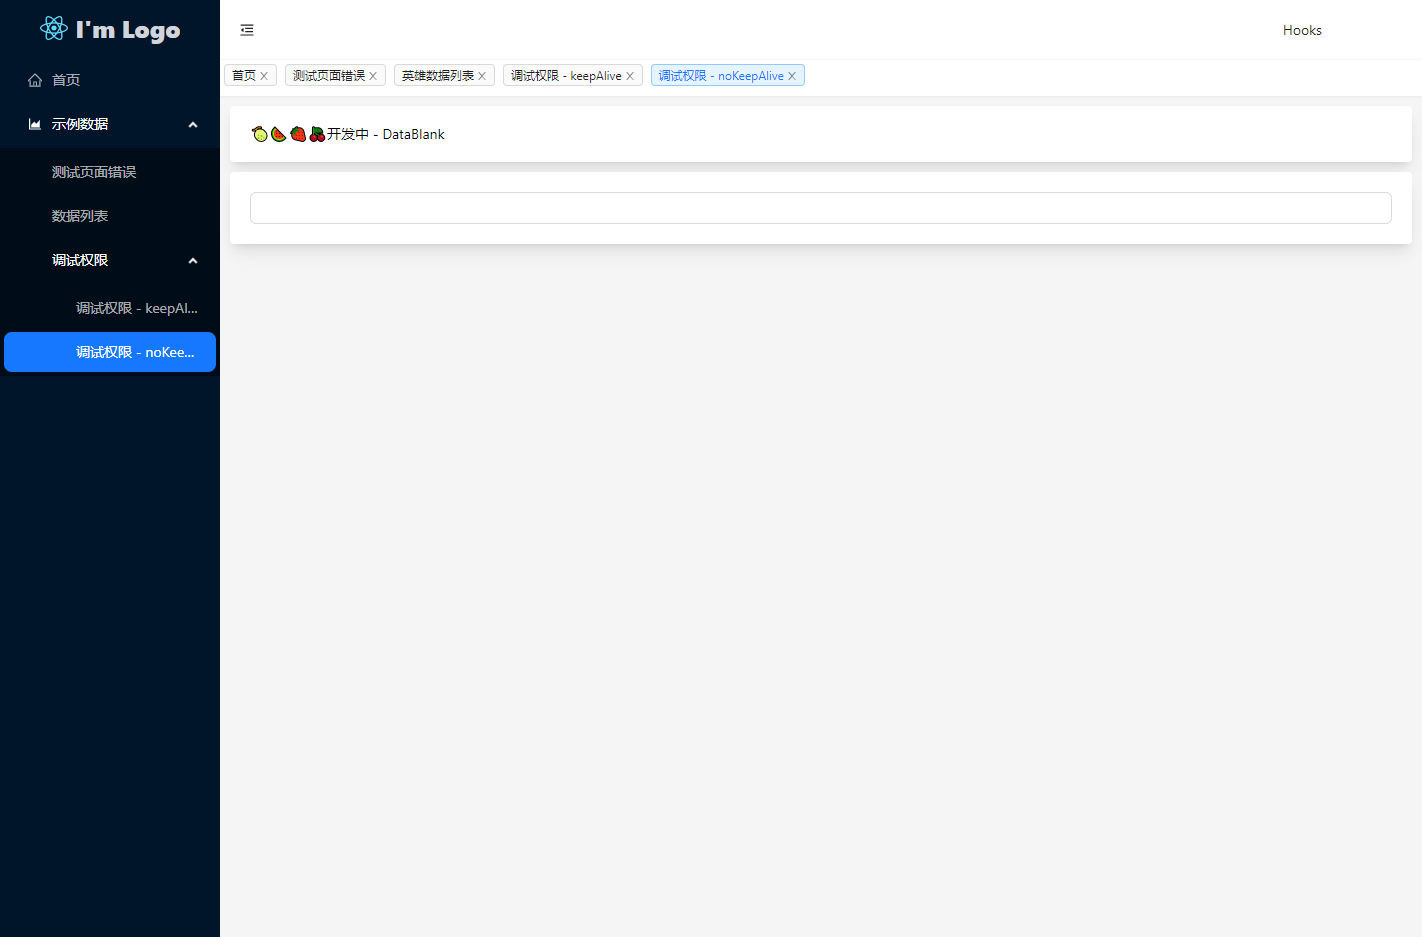 I'm Logo
首页
示例数据
测试页面错误
数据列表
调试权限
调试权限 - keepAl...
调试权限 - noKee...
Hooks
首页 测试页面错误 英雄数据列表 调试权限 - keepAlive 调试权限 - noKeepAlive
🍋🍉🍓🍒开发中 - DataBlank